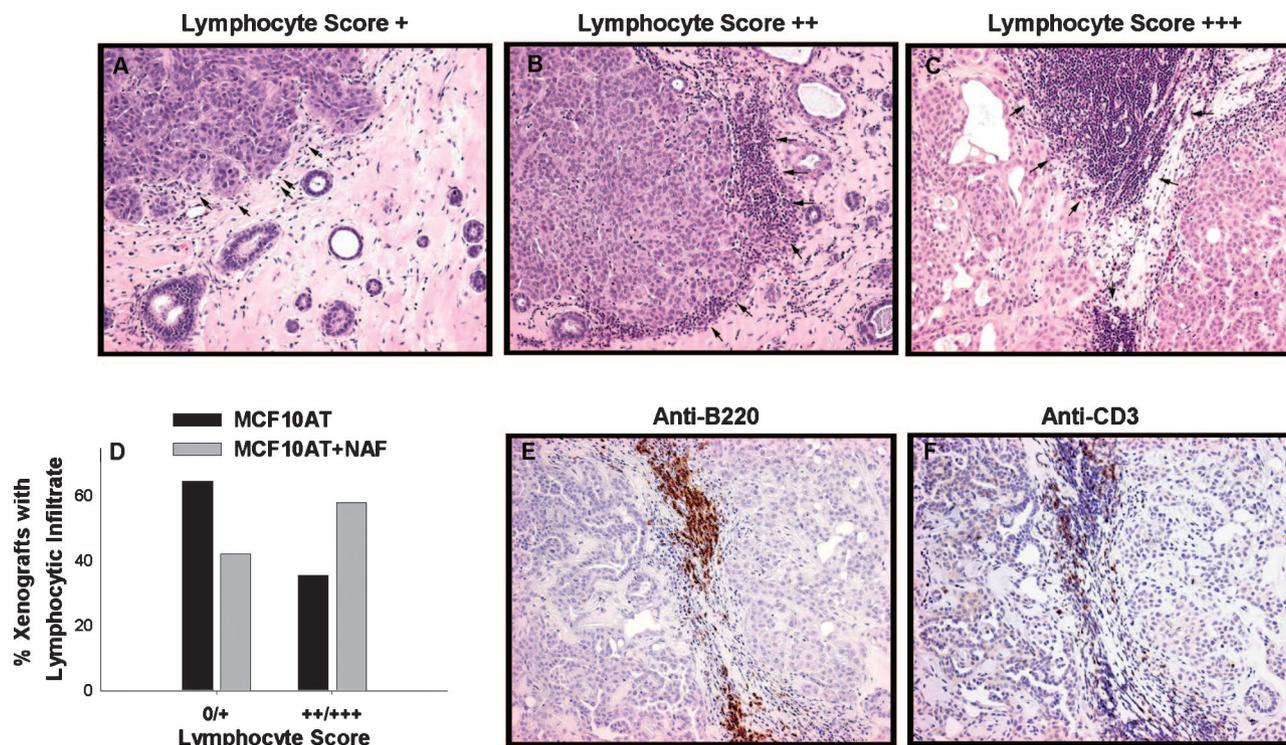 Lymphocyte Score +
Lymphocyte Score ++
Lymphocyte Score +++
A
B
C
MCF10AT
MCF10AT+NAF
D
% Xenografts with
Lymphocytic Infiltrate
60
40
20
0
0/+
++/+++
Lymphocyte Score
Anti-B220
Anti-CD3
E
F